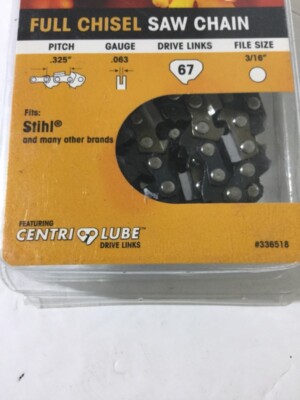 FULL CHISEL SAW CHAIN
PITCH GAUGE DRIVE LINKS FILE SIZE
.325" .063 67 3/16"
Fits:
Stihl®
and many other brands
FEATURING
CENTRI LUBE™
DRIVE LINKS
#336518